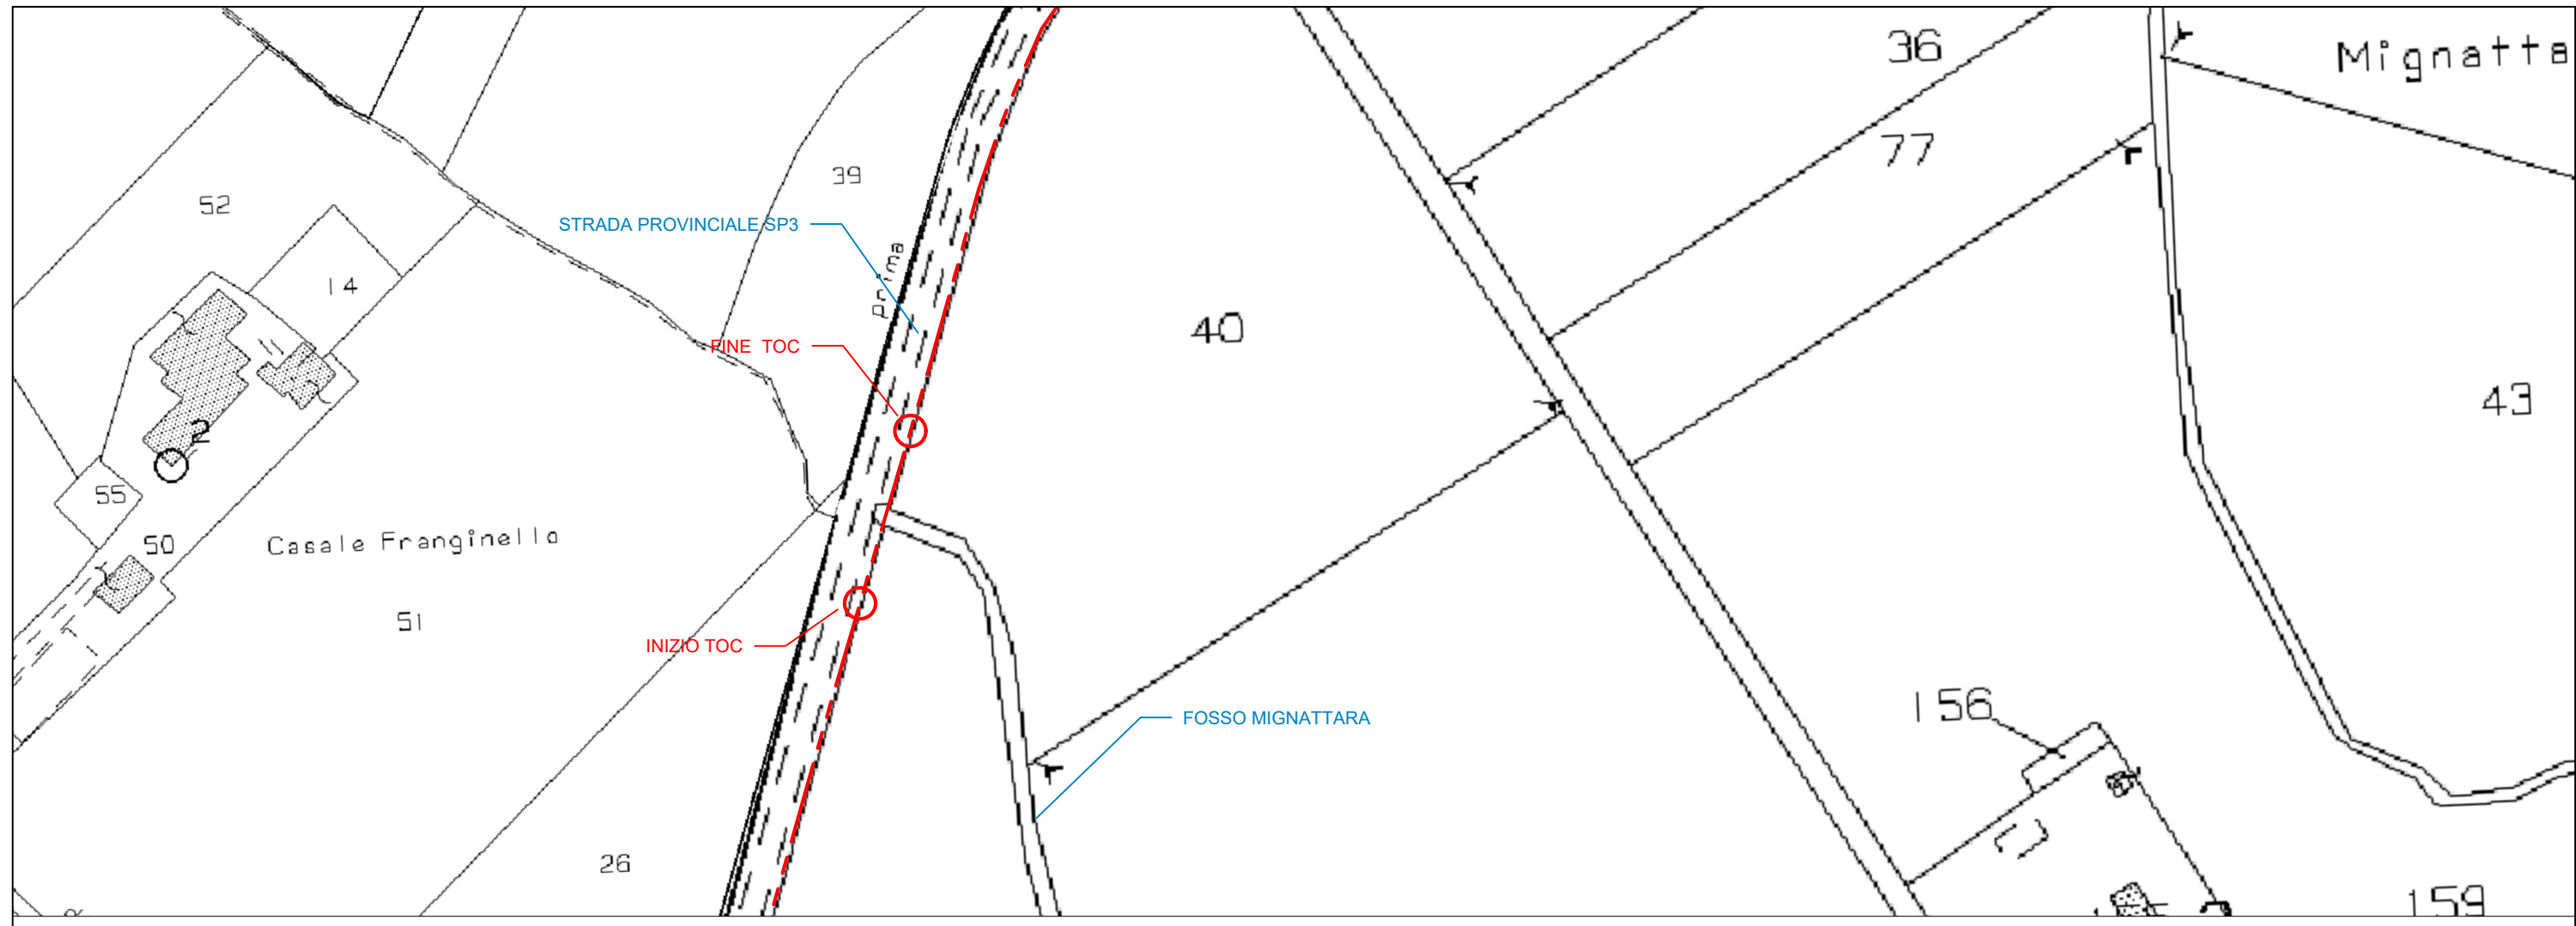 36
Mignatta
77
39
52
STRADA PROVINCIALE SP3
Prima
14
40
FINE TOC
43
2
55
50
Casale Franginello
51
INIZIO TOC
156
FOSSO MIGNATTARA
26
159